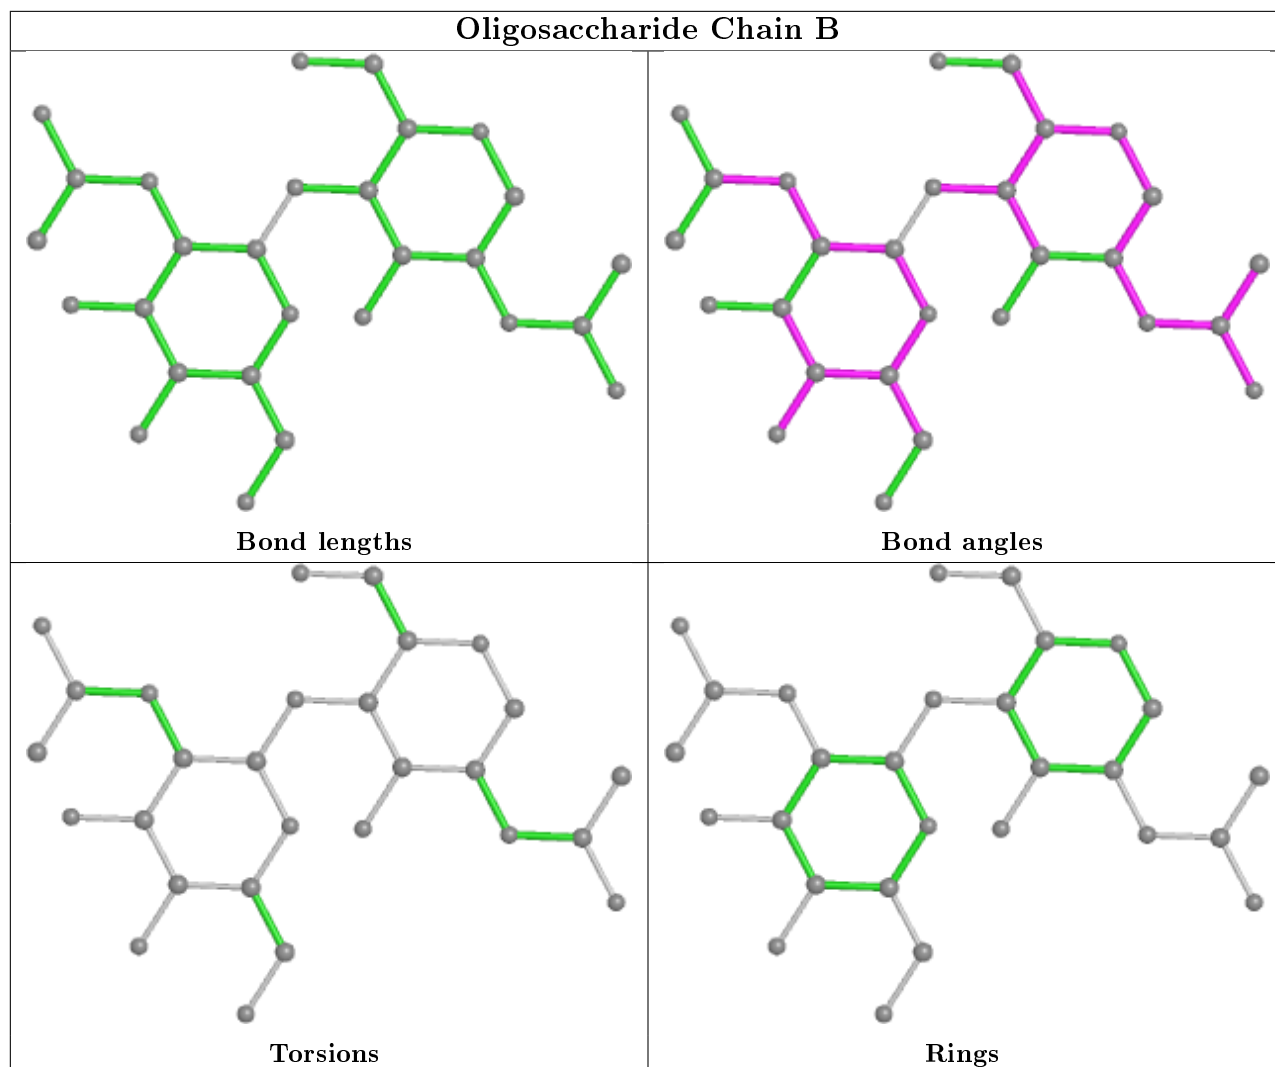 Oligosaccharide Chain B
Bond lengths
Bond angles
Torsions
Rings